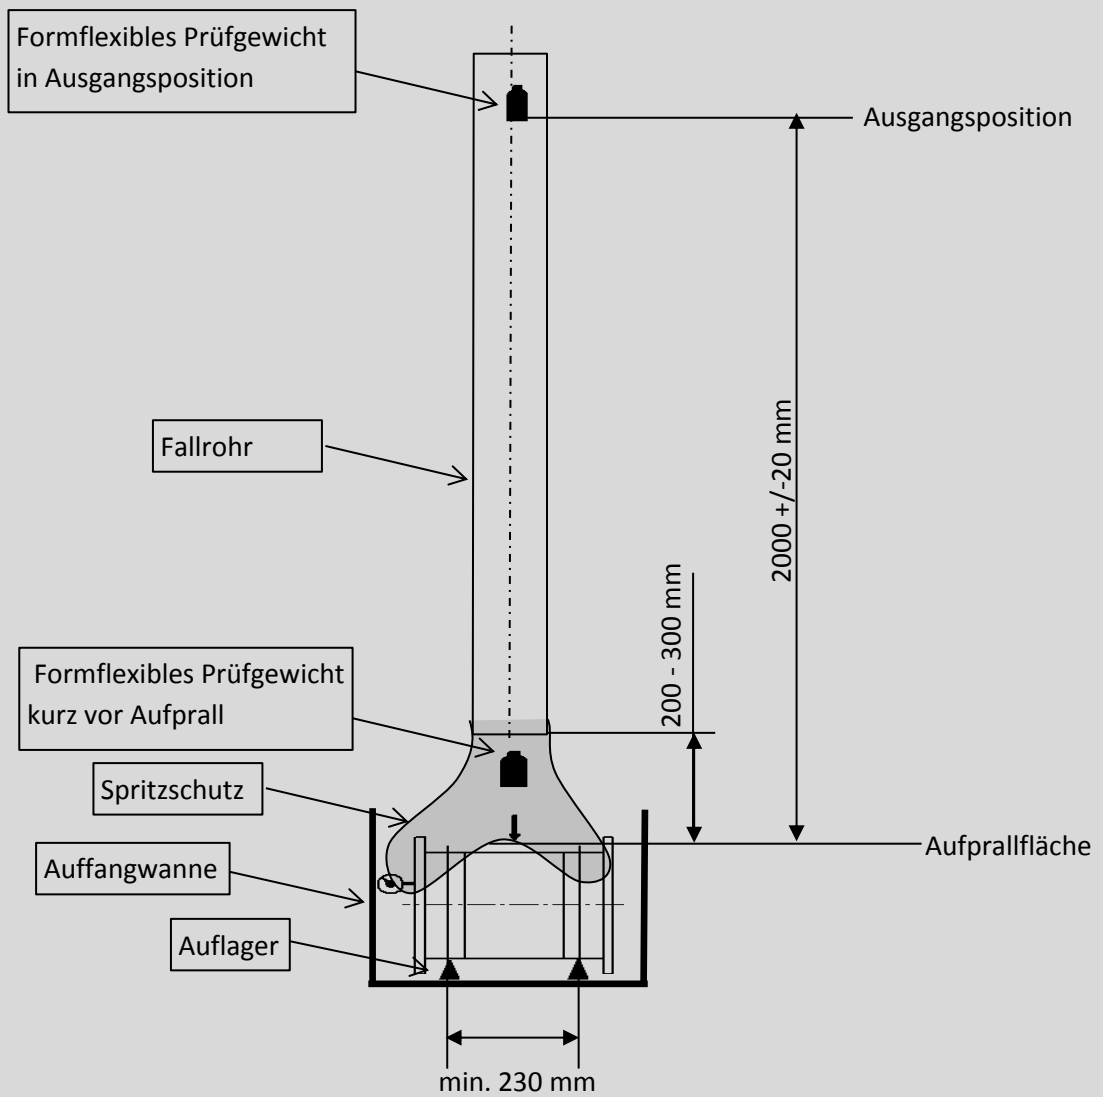 Formflexibles Prüfgewicht
in Ausgangsposition
Ausgangsposition
Fallrohr
2000 +/-20 mm
200 - 300 mm
Formflexibles Prüfgewicht
kurz vor Aufprall
Spritzschutz
Auffangwanne
Aufprallfläche
Auflager
min. 230 mm